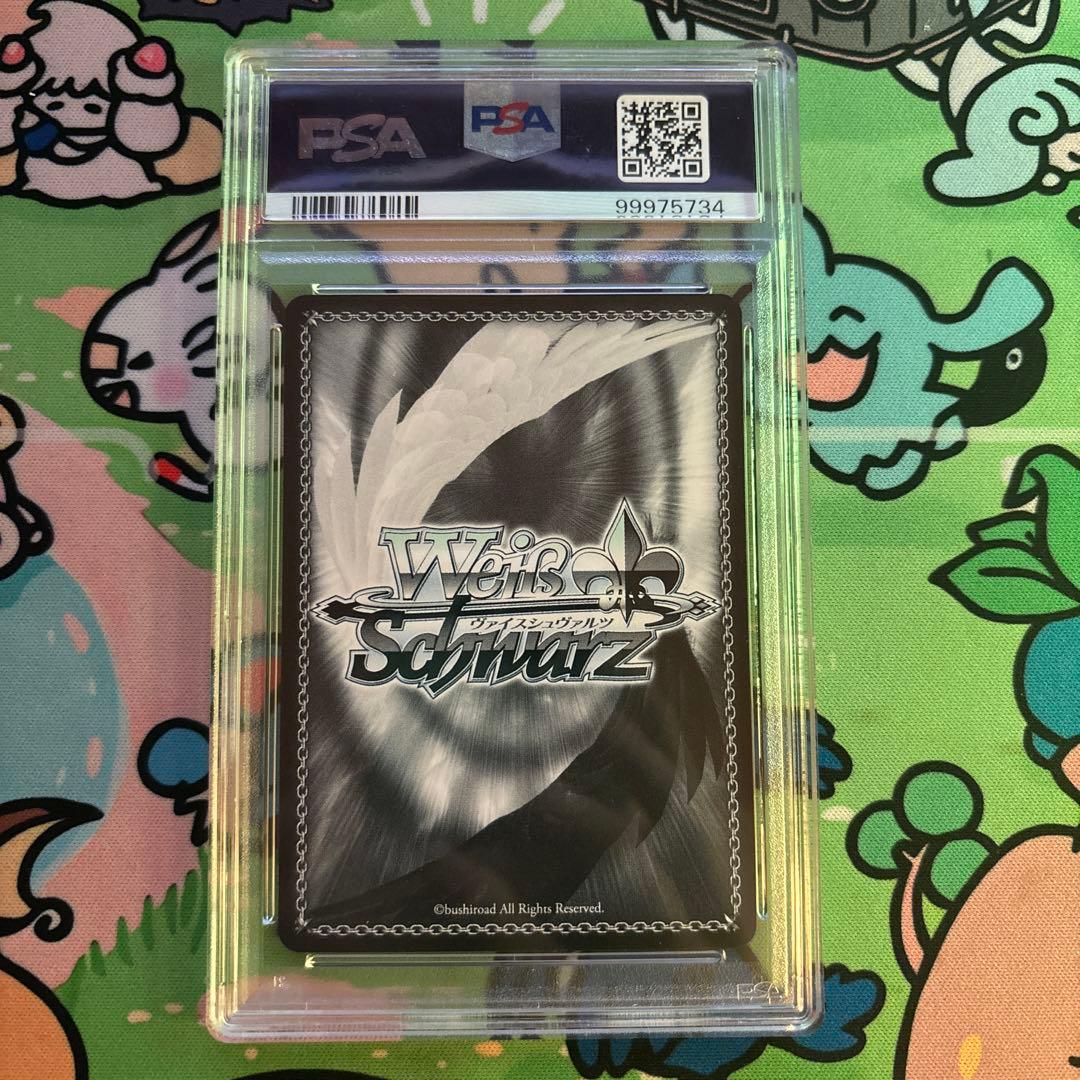 PSA
PSA
99975734
Weiß
ヴァイスシュヴァルツ
Schwarz
©bushiroad All Rights Reserved.
PSA